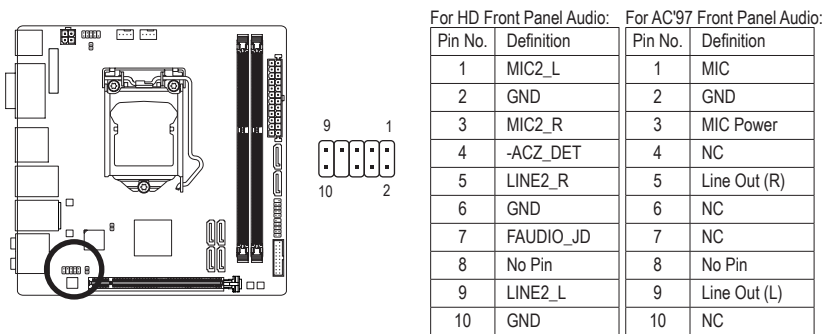 For HD Front Panel Audio:
Pin No. Definition
1 MIC2_L
2 GND
3 MIC2_R
4 -ACZ_DET
5 LINE2_R
6 GND
7 FAUDIO_JD
8 No Pin
9 LINE2_L
10 GND
For AC'97 Front Panel Audio:
Pin No. Definition
1 MIC
2 GND
3 MIC Power
4 NC
5 Line Out (R)
6 NC
7 NC
8 No Pin
9 Line Out (L)
10 NC
9 1
10 2